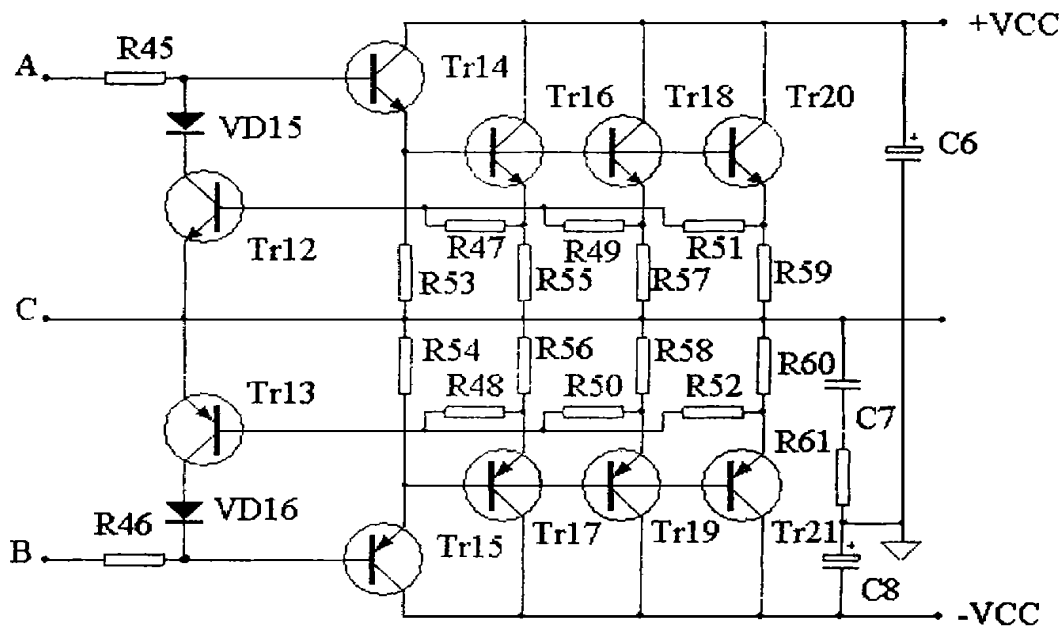 +VCC
R45
A
Tr14
Tr16
Tr18
Tr20
VD15
C6
+
Tr12
R47
R49
R51
R53
R55
R57
R59
C
R54
R56
R58
R60
R48
R50
R52
Tr13
C7
R61
VD16
R46
B
Tr15
Tr17
Tr19
Tr21
+
C8
-VCC